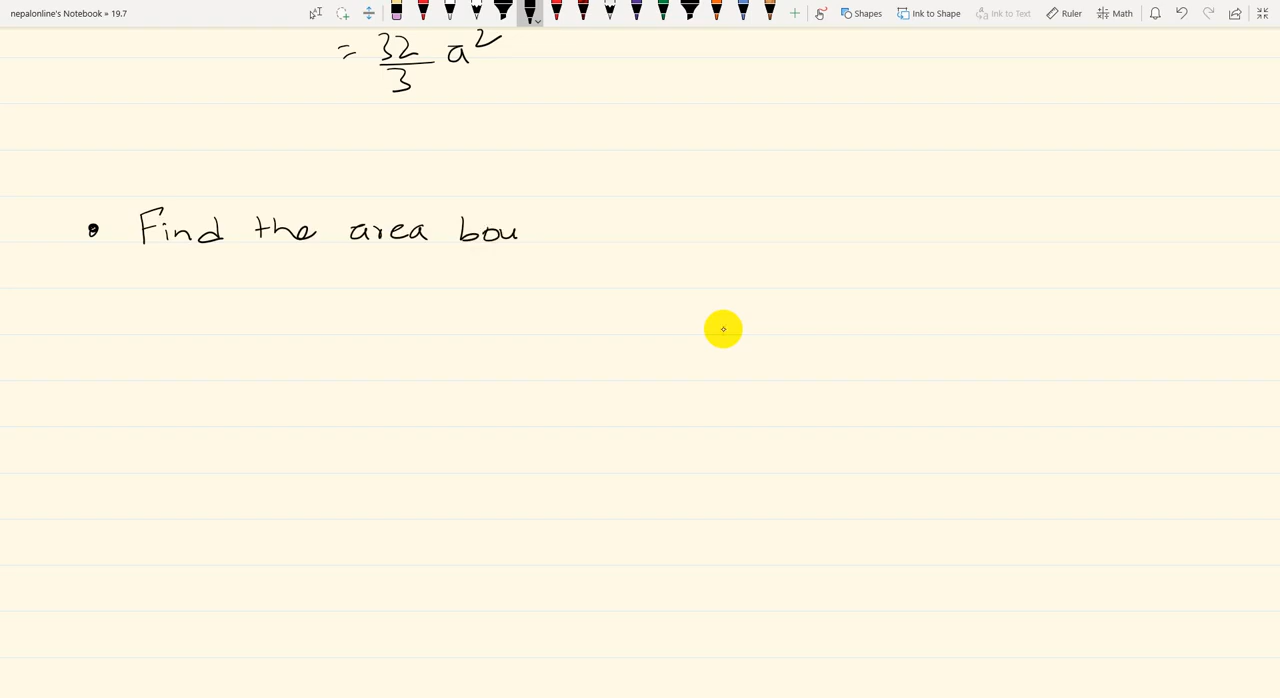 nepalonline's Notebook » 19.7
Shapes Ink to Shape Ink to Text Ruler Math
= 32/3 a²
• Find the area bou